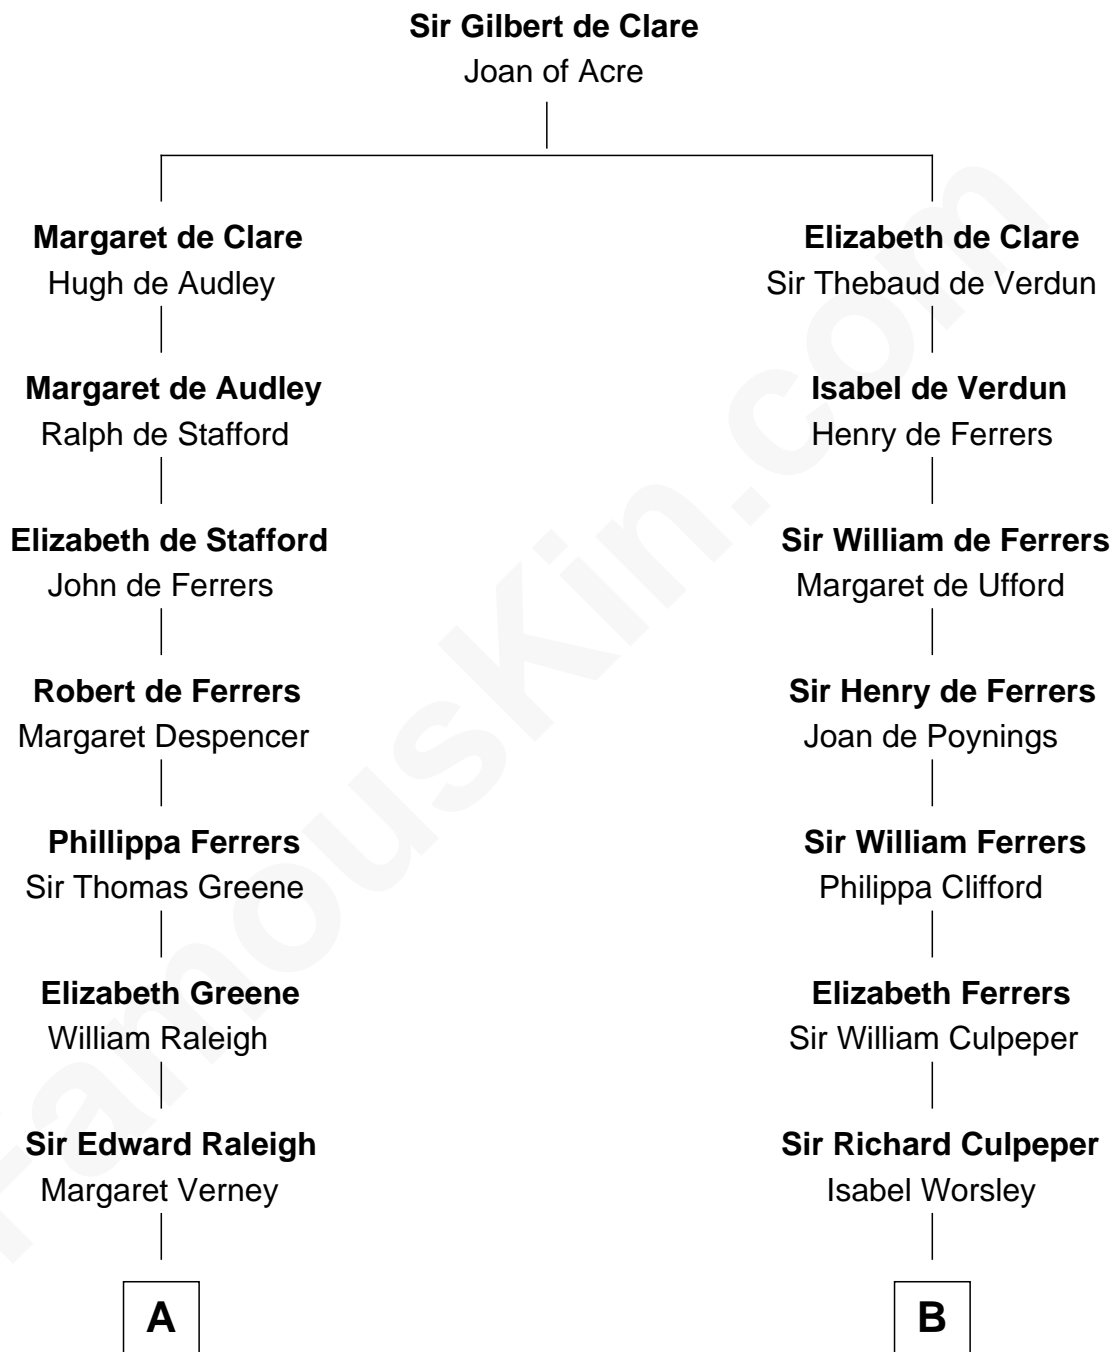 Sir Gilbert de Clare
Joan of Acre
Margaret de Clare
Hugh de Audley
Elizabeth de Clare
Sir Thebaud de Verdun
Margaret de Audley
Ralph de Stafford
Isabel de Verdun
Henry de Ferrers
Elizabeth de Stafford
John de Ferrers
Sir William de Ferrers
Margaret de Ufford
Robert de Ferrers
Margaret Despencer
Sir Henry de Ferrers
Joan de Poynings
Phillippa Ferrers
Sir Thomas Greene
Sir William Ferrers
Philippa Clifford
Elizabeth Greene
William Raleigh
Elizabeth Ferrers
Sir William Culpeper
Sir Edward Raleigh
Margaret Verney
Sir Richard Culpeper
Isabel Worsley
A
B
FamousKin.com